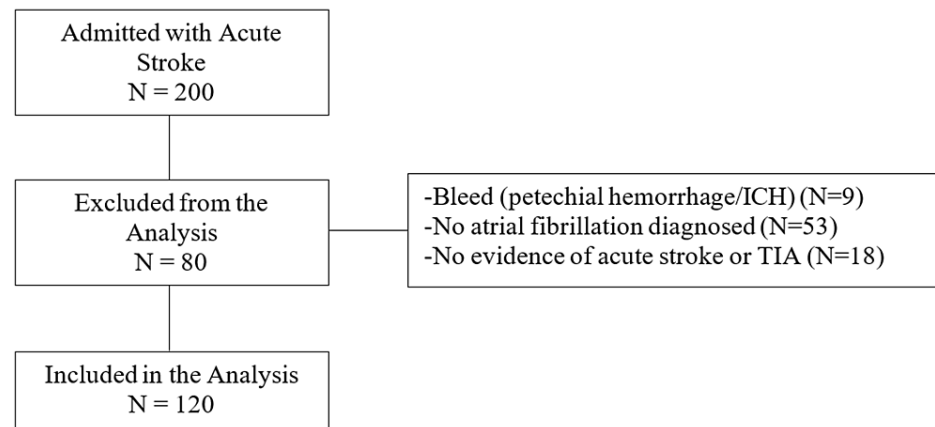 Admitted with Acute
Stroke
N = 200
Excluded from the
Analysis
N = 80
-Bleed (petechial hemorrhage/ICH) (N=9)
-No atrial fibrillation diagnosed (N=53)
-No evidence of acute stroke or TIA (N=18)
Included in the Analysis
N = 120